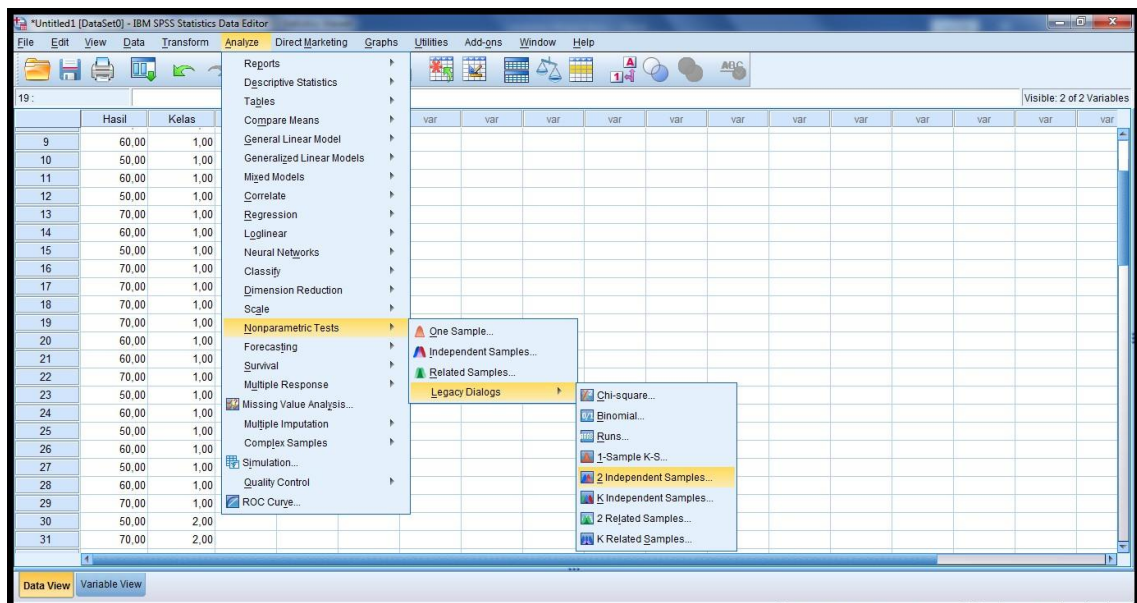 *Untitled1 [DataSet0] - IBM SPSS Statistics Data Editor
File Edit View Data Transform Analyze Direct Marketing Graphs Utilities Add-ons Window Help
19 :
Visible: 2 of 2 Variables
Hasil Kelas var var var var var var var var var var var var
9 60,00 1,00
10 50,00 1,00
11 60,00 1,00
12 50,00 1,00
13 70,00 1,00
14 60,00 1,00
15 50,00 1,00
16 70,00 1,00
17 70,00 1,00
18 70,00 1,00
19 70,00 1,00
20 60,00 1,00
21 60,00 1,00
22 70,00 1,00
23 50,00 1,00
24 60,00 1,00
25 50,00 1,00
26 60,00 1,00
27 50,00 1,00
28 60,00 1,00
29 70,00 1,00
30 50,00 2,00
31 70,00 2,00
Reports
Descriptive Statistics
Tables
Compare Means
General Linear Model
Generalized Linear Models
Mixed Models
Correlate
Regression
Loglinear
Neural Networks
Classify
Dimension Reduction
Scale
Nonparametric Tests
Forecasting
Survival
Multiple Response
Missing Value Analysis...
Multiple Imputation
Complex Samples
Simulation...
Quality Control
ROC Curve...
One Sample...
Independent Samples...
Related Samples...
Legacy Dialogs
Chi-square...
Binomial...
Runs...
1-Sample K-S...
2 Independent Samples...
K Independent Samples...
2 Related Samples...
K Related Samples...
Data View Variable View